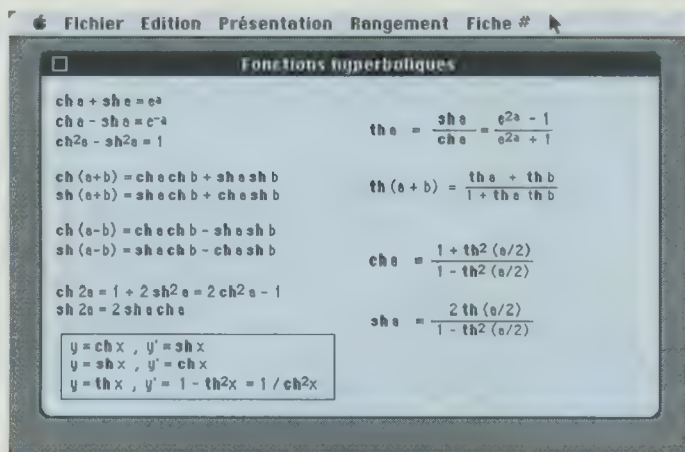 Fichier Edition Présentation Rangement Fiche #
Fonctions hyperboliques
ch a + sh a = eᵃ
ch a - sh a = e⁻ᵃ
ch²a - sh²a = 1
ch (a+b) = ch a ch b + sh a sh b
sh (a+b) = sh a ch b + ch a sh b
ch (a-b) = ch a ch b - sh a sh b
sh (a-b) = sh a ch b - ch a sh b
ch 2a = 1 + 2 sh² a = 2 ch² a - 1
sh 2a = 2 sh a ch a
y = ch x , y' = sh x
y = sh x , y' = ch x
y = th x , y' = 1 - th²x = 1 / ch²x
th a = sh a / ch a = e²ᵃ - 1 / e²ᵃ + 1
th (a + b) = th a + th b / 1 + th a th b
ch a = 1 + th² (a/2) / 1 - th² (a/2)
sh a = 2 th (a/2) / 1 - th² (a/2)